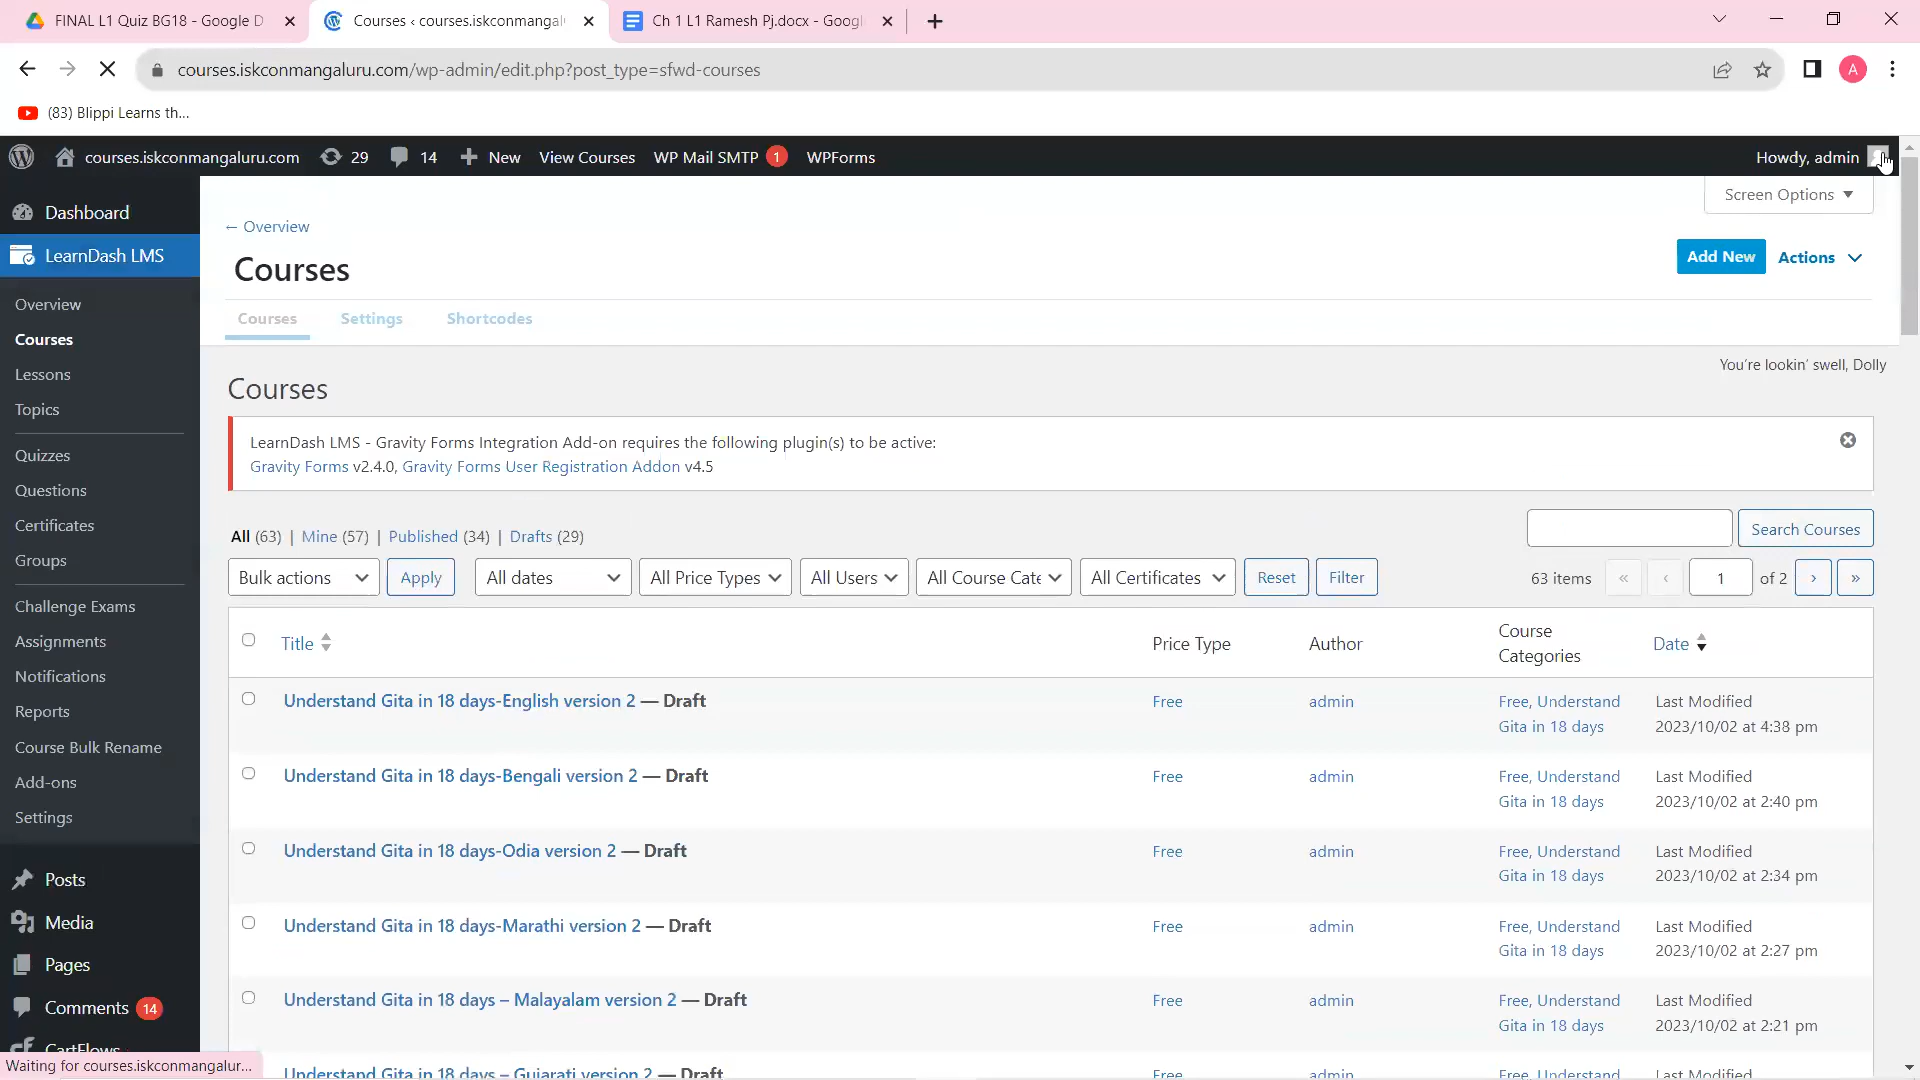 FINAL L1 Quiz BG18 - Google D
Courses ‹ courses.iskconmangal
Ch 1 L1 Ramesh Pj.docx - Googl
courses.iskconmangaluru.com/wp-admin/edit.php?post_type=sfwd-courses
A
(83) Blippi Learns th...
courses.iskconmangaluru.com 29 14 New View Courses WP Mail SMTP 1 WPForms Howdy, admin
Dashboard
LearnDash LMS
Overview
Courses
Lessons
Topics
Quizzes
Questions
Certificates
Groups
Challenge Exams
Assignments
Notifications
Reports
Course Bulk Rename
Add-ons
Settings
Posts
Media
Pages
Comments 14
CartFlows
Waiting for courses.iskconmangalur...
Screen Options
← Overview
Courses
Add New Actions
Courses Settings Shortcodes
You're lookin' swell, Dolly
Courses
LearnDash LMS - Gravity Forms Integration Add-on requires the following plugin(s) to be active:
Gravity Forms v2.4.0, Gravity Forms User Registration Addon v4.5
All (63) | Mine (57) | Published (34) | Drafts (29)
Search Courses
Bulk actions Apply All dates All Price Types All Users All Course Cate All Certificates Reset Filter 63 items « ‹ 1 of 2 › »
Title Price Type Author Course Categories Date
Understand Gita in 18 days-English version 2 — Draft Free admin Free, Understand Last Modified
Gita in 18 days 2023/10/02 at 4:38 pm
Understand Gita in 18 days-Bengali version 2 — Draft Free admin Free, Understand Last Modified
Gita in 18 days 2023/10/02 at 2:40 pm
Understand Gita in 18 days-Odia version 2 — Draft Free admin Free, Understand Last Modified
Gita in 18 days 2023/10/02 at 2:34 pm
Understand Gita in 18 days-Marathi version 2 — Draft Free admin Free, Understand Last Modified
Gita in 18 days 2023/10/02 at 2:27 pm
Understand Gita in 18 days – Malayalam version 2 — Draft Free admin Free, Understand Last Modified
Gita in 18 days 2023/10/02 at 2:21 pm
Understand Gita in 18 days – Gujarati version 2 — Draft Free admin Free, Understand Last Modified